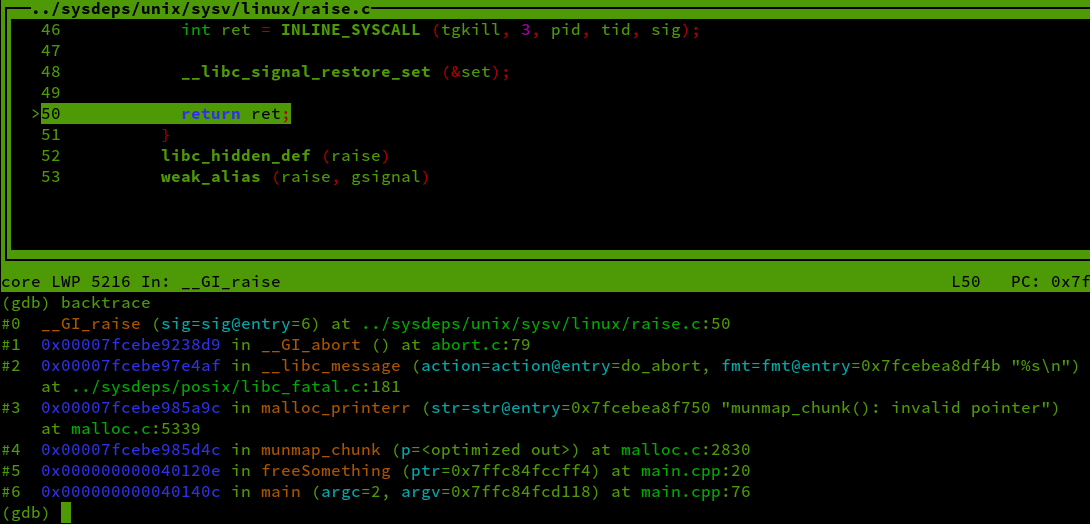 ../sysdeps/unix/sysv/linux/raise.c
46 int ret = INLINE_SYSCALL (tgkill, 3, pid, tid, sig);
47
48 __libc_signal_restore_set (&set);
49
>50 return ret;
51 }
52 libc_hidden_def (raise)
53 weak_alias (raise, gsignal)
core LWP 5216 In: __GI_raise L50 PC: 0x7f
(gdb) backtrace
#0 __GI_raise (sig=sig@entry=6) at ../sysdeps/unix/sysv/linux/raise.c:50
#1 0x00007fcebe9238d9 in __GI_abort () at abort.c:79
#2 0x00007fcebe97e4af in __libc_message (action=action@entry=do_abort, fmt=fmt@entry=0x7fcebea8df4b "%s\n")
at ../sysdeps/posix/libc_fatal.c:181
#3 0x00007fcebe985a9c in malloc_printerr (str=str@entry=0x7fcebea8f750 "munmap_chunk(): invalid pointer")
at malloc.c:5339
#4 0x00007fcebe985d4c in munmap_chunk (p=<optimized out>) at malloc.c:2830
#5 0x000000000040120e in freeSomething (ptr=0x7ffc84fccff4) at main.cpp:20
#6 0x000000000040140c in main (argc=2, argv=0x7ffc84fcd118) at main.cpp:76
(gdb)